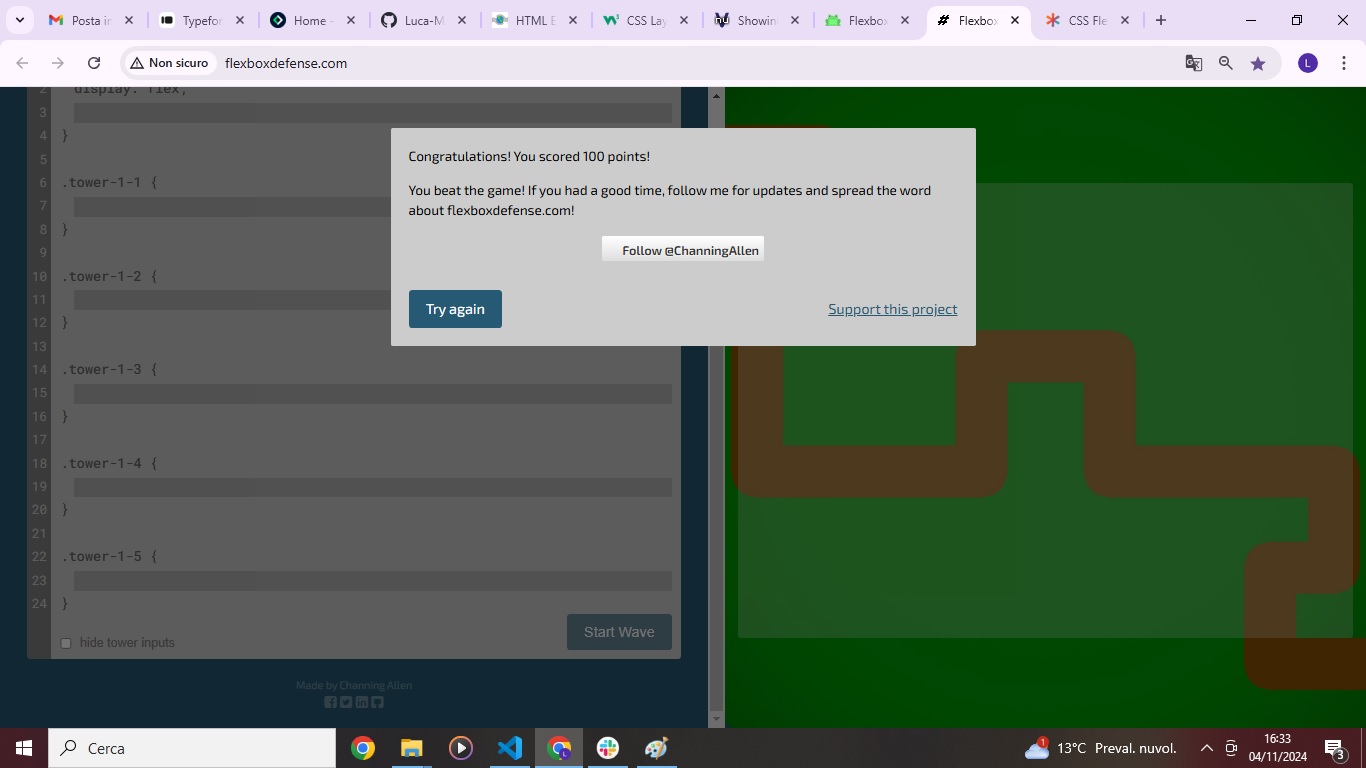 Posta in
Typefor
Home -
Luca-M
HTML E
CSS Lay
Showin
Flexbo
Flexbo
CSS Fle
Non sicuro
flexboxdefense.com
L
2 display: flex;
3
4 }
5
6 .tower-1-1 {
7
8 }
9
10 .tower-1-2 {
11
12 }
13
14 .tower-1-3 {
15
16 }
17
18 .tower-1-4 {
19
20 }
21
22 .tower-1-5 {
23
24 }
hide tower inputs
Start Wave
Made by Channing Allen
Congratulations! You scored 100 points!
You beat the game! If you had a good time, follow me for updates and spread the word
about flexboxdefense.com!
Follow @ChanningAllen
Try again
Support this project
Cerca
1
13°C Preval. nuvol.
16:33
04/11/2024
3